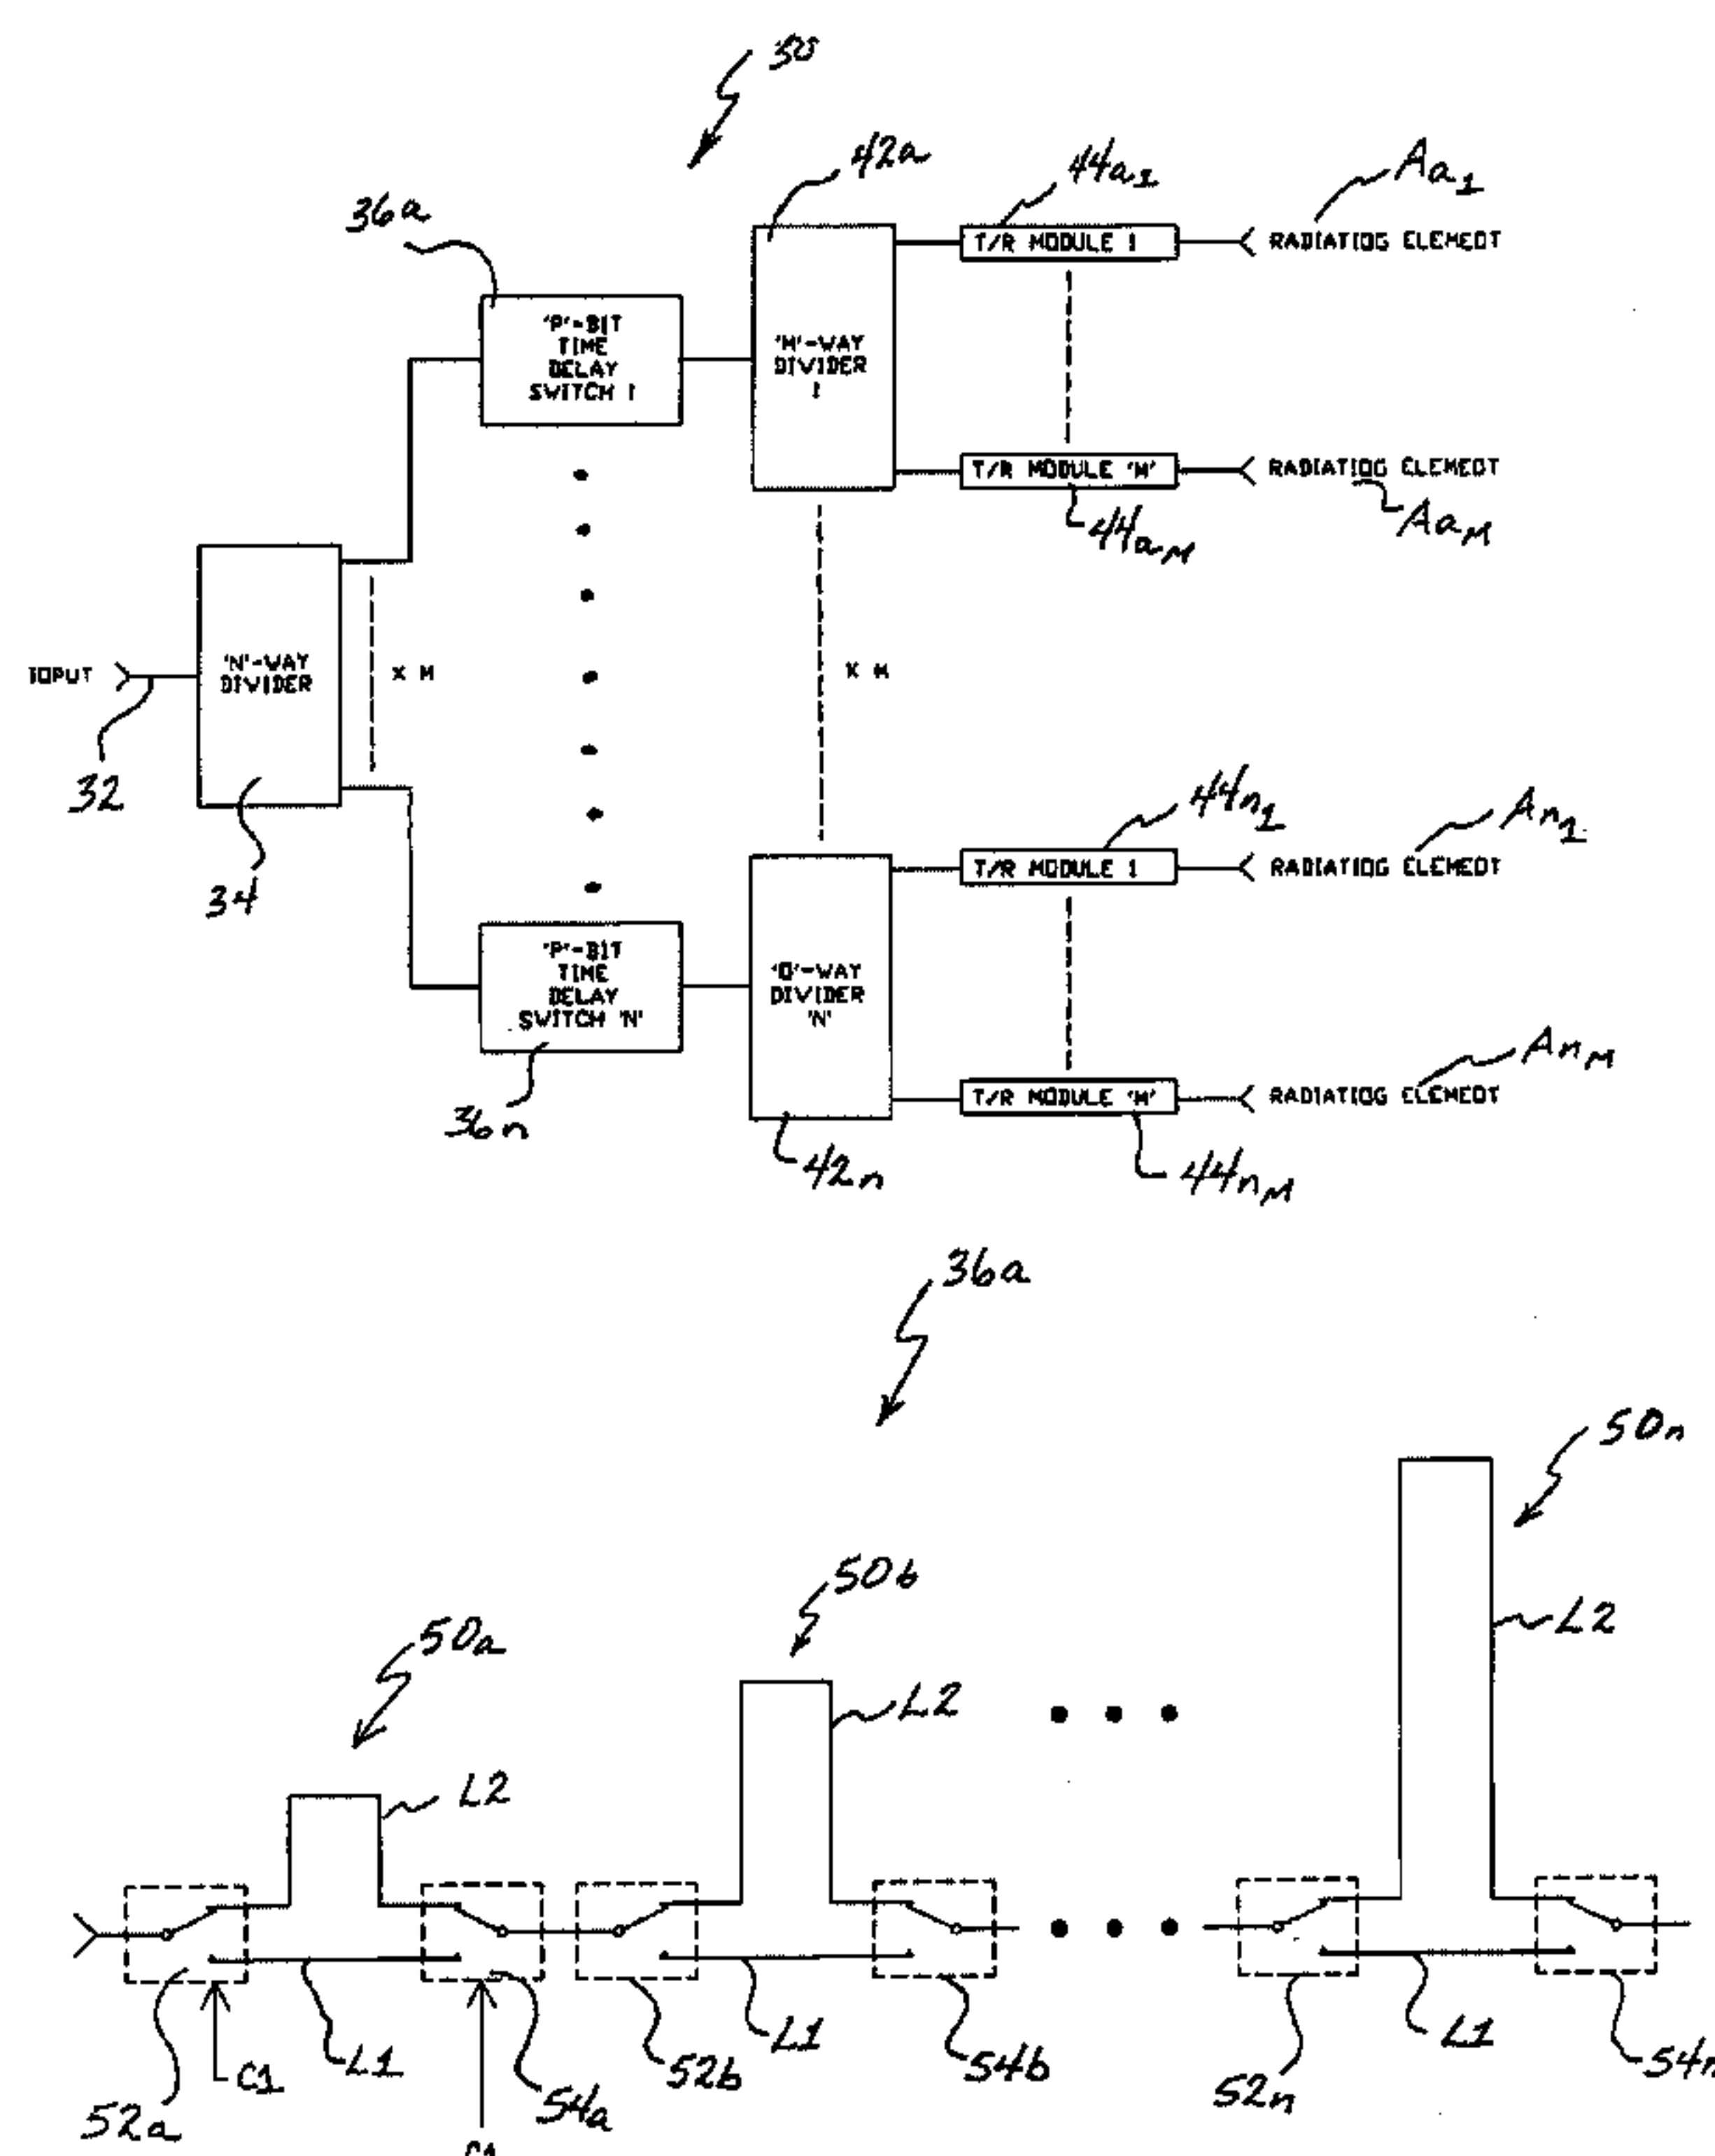 30
42a
44a1
Aa1
36a
T/R MODULE 1
RADIATIOG ELEMEOT
'P'-BIT
TIME
DELAY
SWITCH 1
'M'-WAY
DIVIDER
1
T/R MODULE 'M'
RADIATIOG ELEMEOT
44aM
AaM
IOPUT
'N'-WAY
DIVIDER
X M
X M
32
34
44n1
An1
T/R MODULE 1
RADIATIOG ELEMEOT
'P'-BIT
TIME
DELAY
SWITCH 'N'
'O'-WAY
DIVIDER
'N'
AnM
T/R MODULE 'M'
RADIATIOG ELEMEOT
36n
42n
44nM
36a
50n
50b
50a
L2
L2
L2
C1
L1
52a
54a
52b
L1
54b
52n
L1
54n
C1